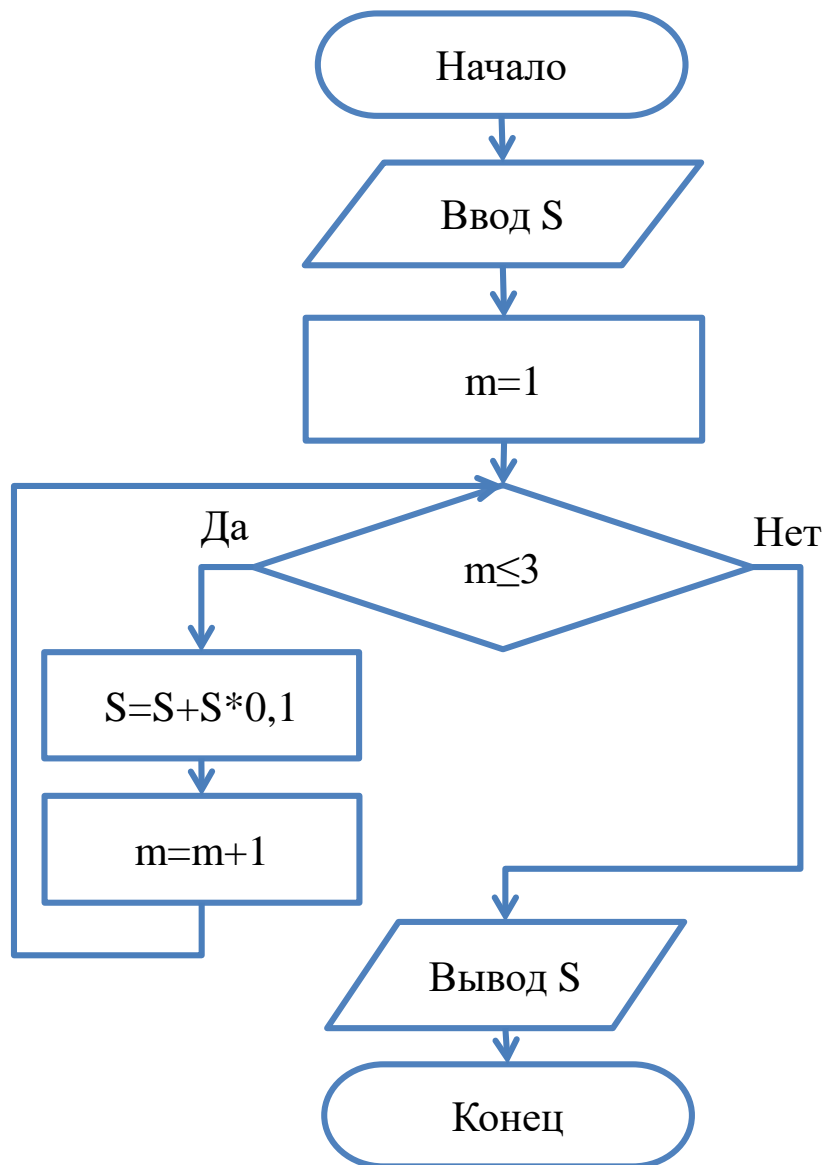 Начало
Ввод S
m=1
Да
Нет
m≤3
S=S+S*0,1
m=m+1
Вывод S
Конец